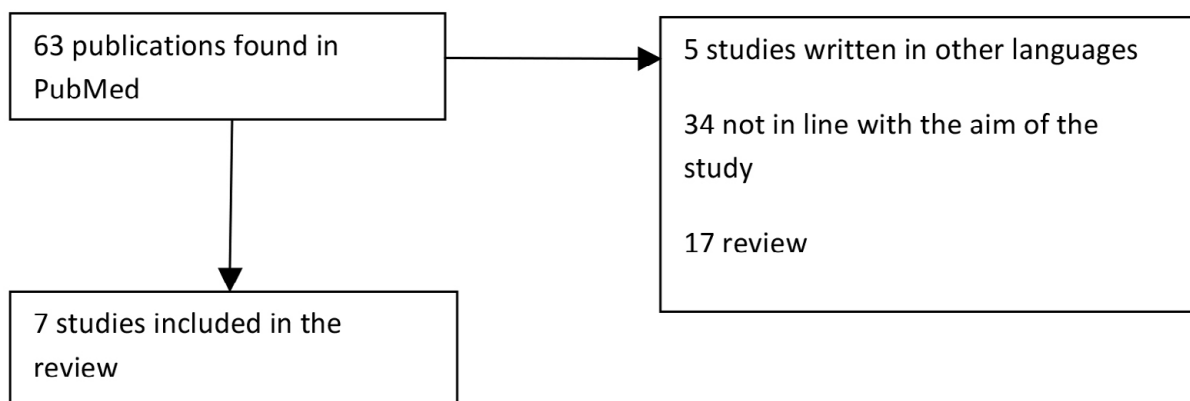 63 publications found in
PubMed
5 studies written in other languages
34 not in line with the aim of the
study
17 review
7 studies included in the
review